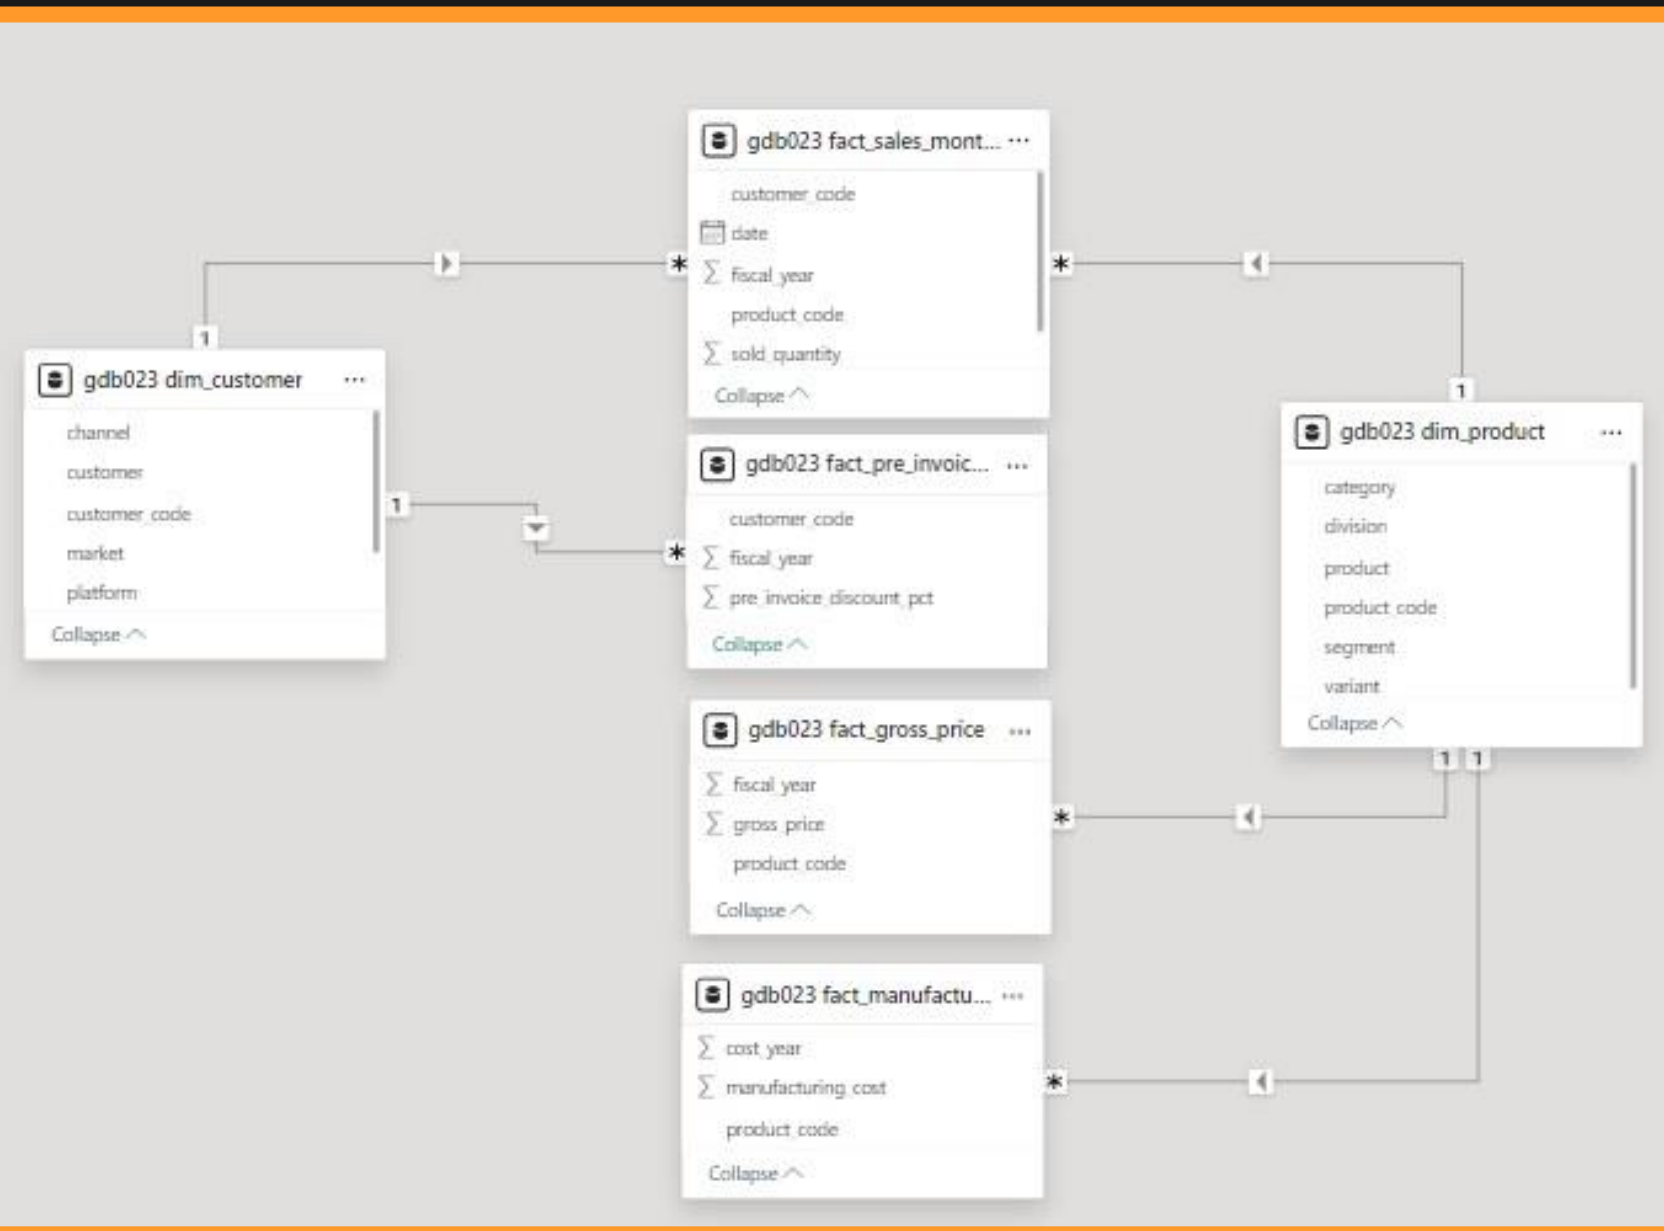 gdb023 fact_sales_mont... ...
customer_code
date
fiscal_year
product_code
sold_quantity
Collapse
1
*
*
1
gdb023 dim_customer ...
channel
customer
customer_code
market
platform
Collapse
1
*
gdb023 fact_pre_invoic... ...
customer_code
fiscal_year
pre_invoice_discount_pct
Collapse
gdb023 dim_product ...
category
division
product
product_code
segment
variant
Collapse
1 1
gdb023 fact_gross_price ...
fiscal_year
gross_price
product_code
Collapse
*
gdb023 fact_manufactu... ...
cost_year
manufacturing_cost
product_code
Collapse
*